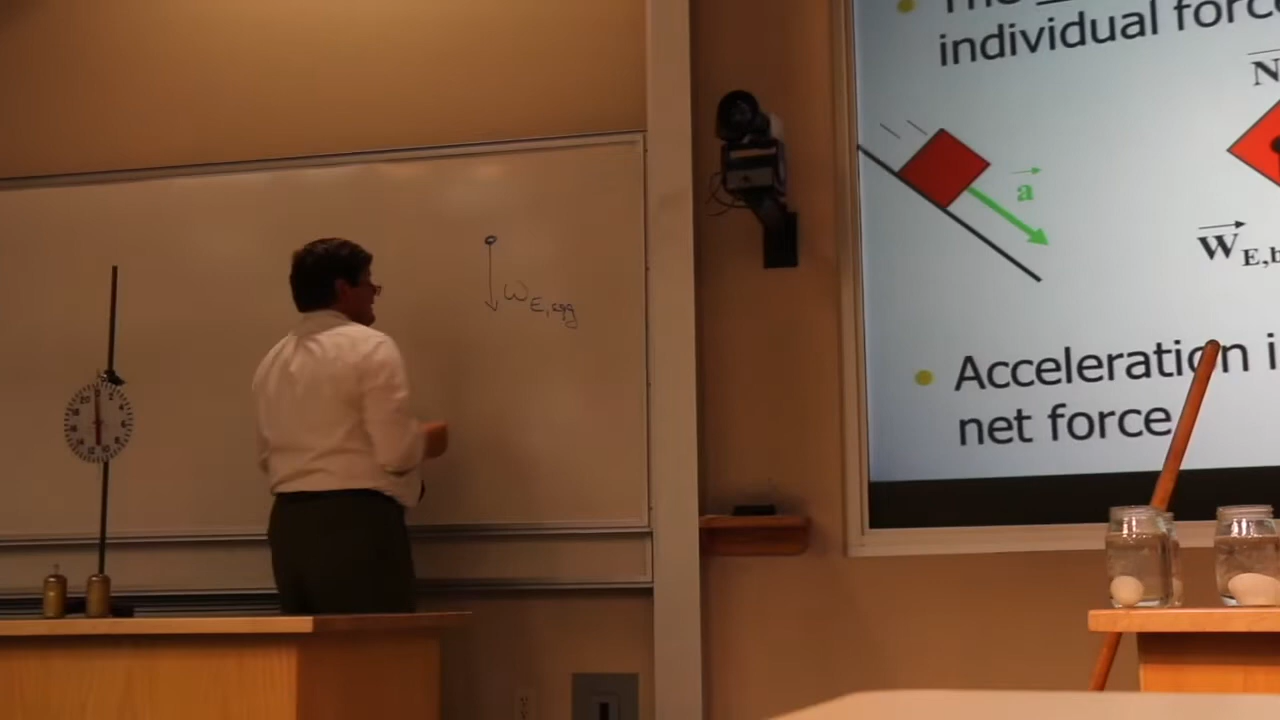 W E,egg
individual forc
N
a
W E,b
Acceleration i
net force